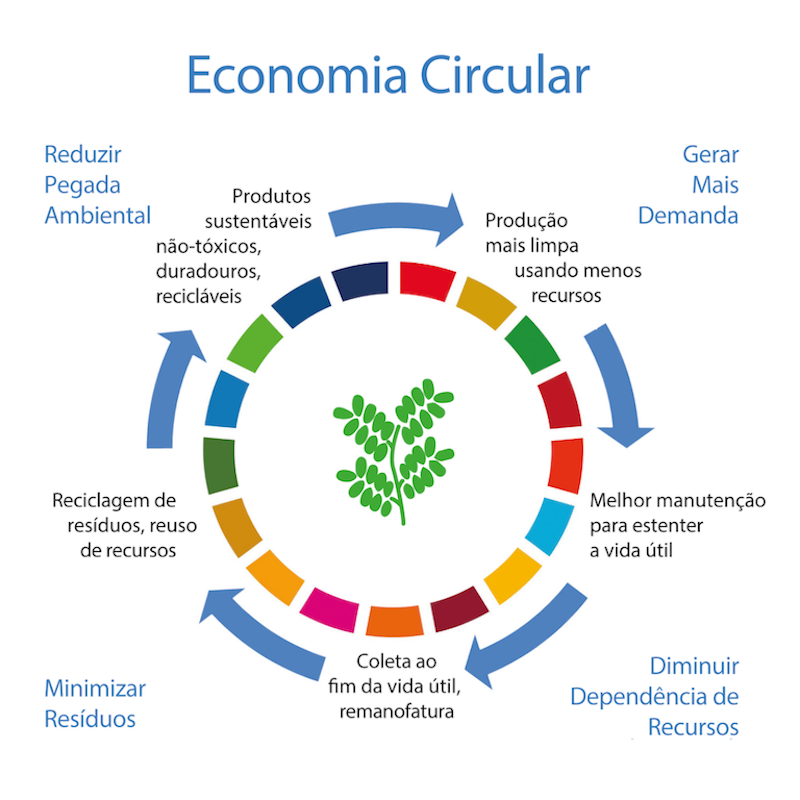 Economia Circular
Reduzir
Pegada
Ambiental
Gerar
Mais
Demanda
Produtos
sustentáveis
não-tóxicos,
duradouros,
recicláveis
Produção
mais limpa
usando menos
recursos
Melhor manutenção
para estenter
a vida útil
Coleta ao
fim da vida útil,
remanofatura
Reciclagem de
resíduos, reuso
de recursos
Minimizar
Resíduos
Diminuir
Dependência de
Recursos